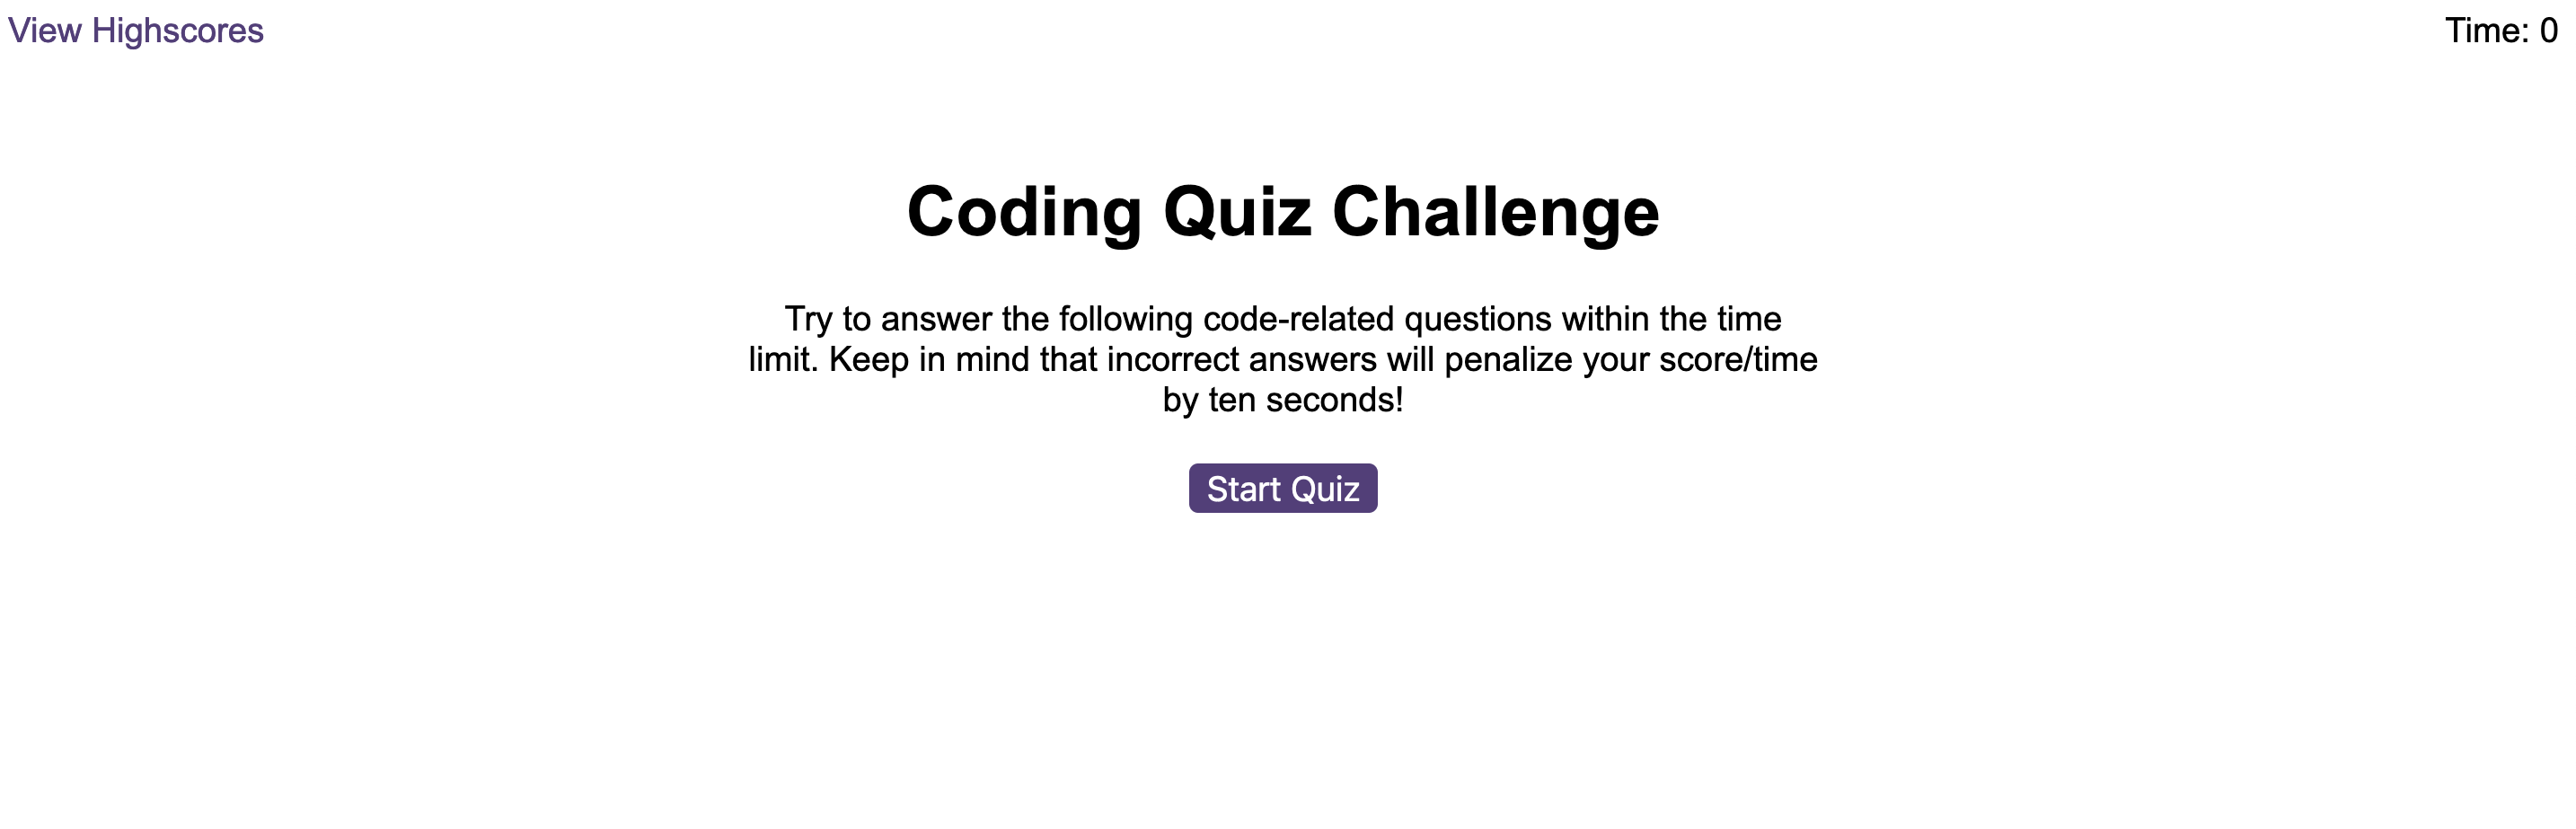 View Highscores
Time: 0
Coding Quiz Challenge
Try to answer the following code-related questions within the time
limit. Keep in mind that incorrect answers will penalize your score/time
by ten seconds!
Start Quiz